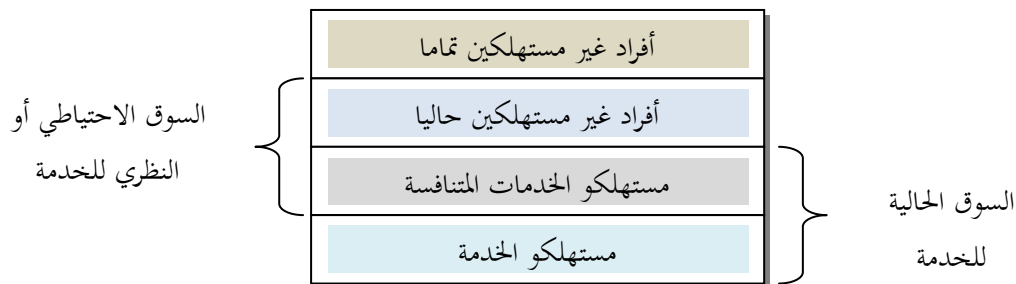 أفراد غير مستهلكين تماما
أفراد غير مستهلكين حاليا
مستهلكو الخدمات المتنافسة
مستهلكو الخدمة
السوق الحالية
للخدمة
السوق الاحتياطي أو
النظري للخدمة